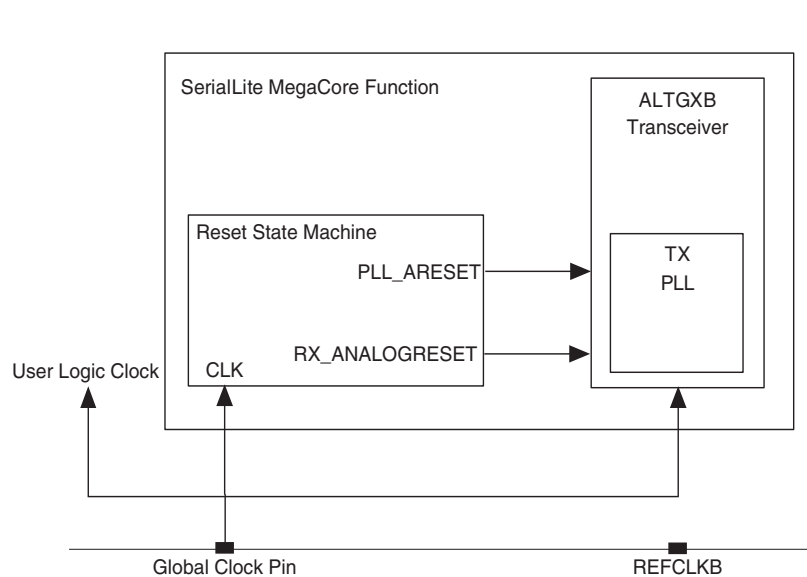 SerialLite MegaCore Function
ALTGXB
Transceiver
Reset State Machine
TX
PLL
PLL_ARESET
RX_ANALOGRESET
CLK
User Logic Clock
Global Clock Pin
REFCLKB